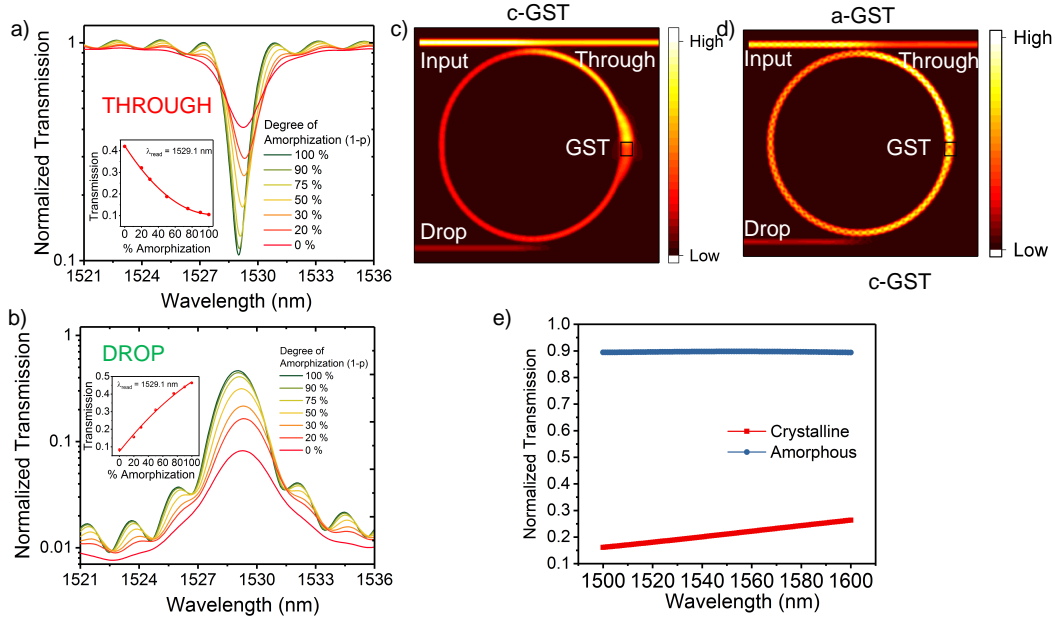 a)
Normalized Transmission
1
0.1
THROUGH
Degree of
Amorphization (1-p)
100 %
90 %
75 %
50 %
30 %
20 %
0 %
Transmission
0.4
0.3
0.2
0.1
λread = 1529.1 nm
0 20 40 60 80 100
% Amorphization
1521 1524 1527 1530 1533 1536
Wavelength (nm)
b)
Normalized Transmission
1
0.1
0.01
DROP
Degree of
Amorphization (1-p)
100 %
90 %
75 %
50 %
30 %
20 %
0 %
Transmission
0.5
0.4
0.3
0.2
0.1
0.0
λread = 1529.1 nm
0 20 40 60 80 100
% Amorphization
1521 1524 1527 1530 1533 1536
Wavelength (nm)
c)
c-GST
Input
Through
GST
Drop
High
Low
d)
a-GST
Input
Through
GST
Drop
High
Low
c-GST
e)
Normalized Transmission
1.0
0.9
0.8
0.7
0.6
0.5
0.4
0.3
0.2
0.1
Crystalline
Amorphous
1500 1520 1540 1560 1580 1600
Wavelength (nm)